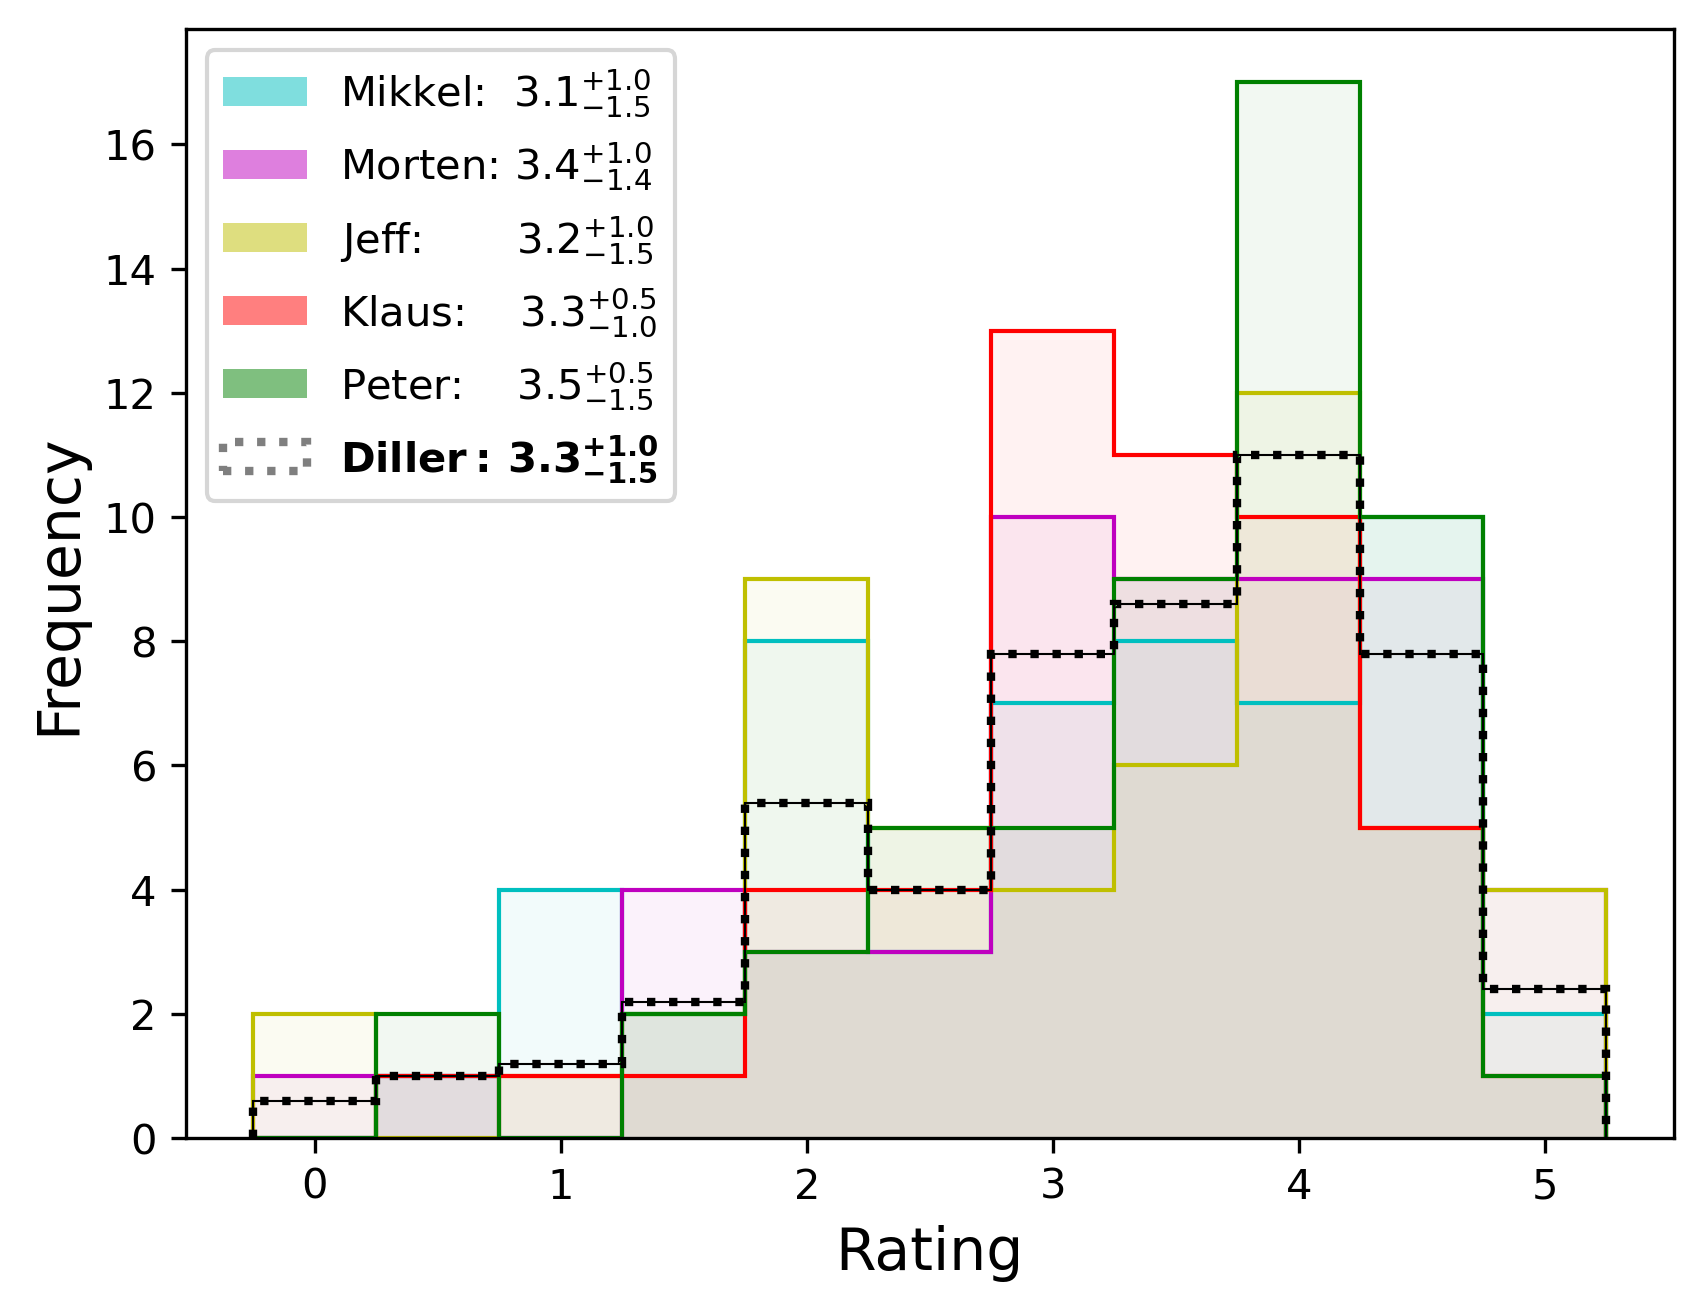 Mikkel: 3.1 +1.0 −1.5
Morten: 3.4 +1.0 −1.4
Jeff: 3.2 +1.0 −1.5
Klaus: 3.3 +0.5 −1.0
Peter: 3.5 +0.5 −1.5
Diller: 3.3 +1.0 −1.5
Frequency
16
14
12
10
8
6
4
2
0
0 1 2 3 4 5
Rating